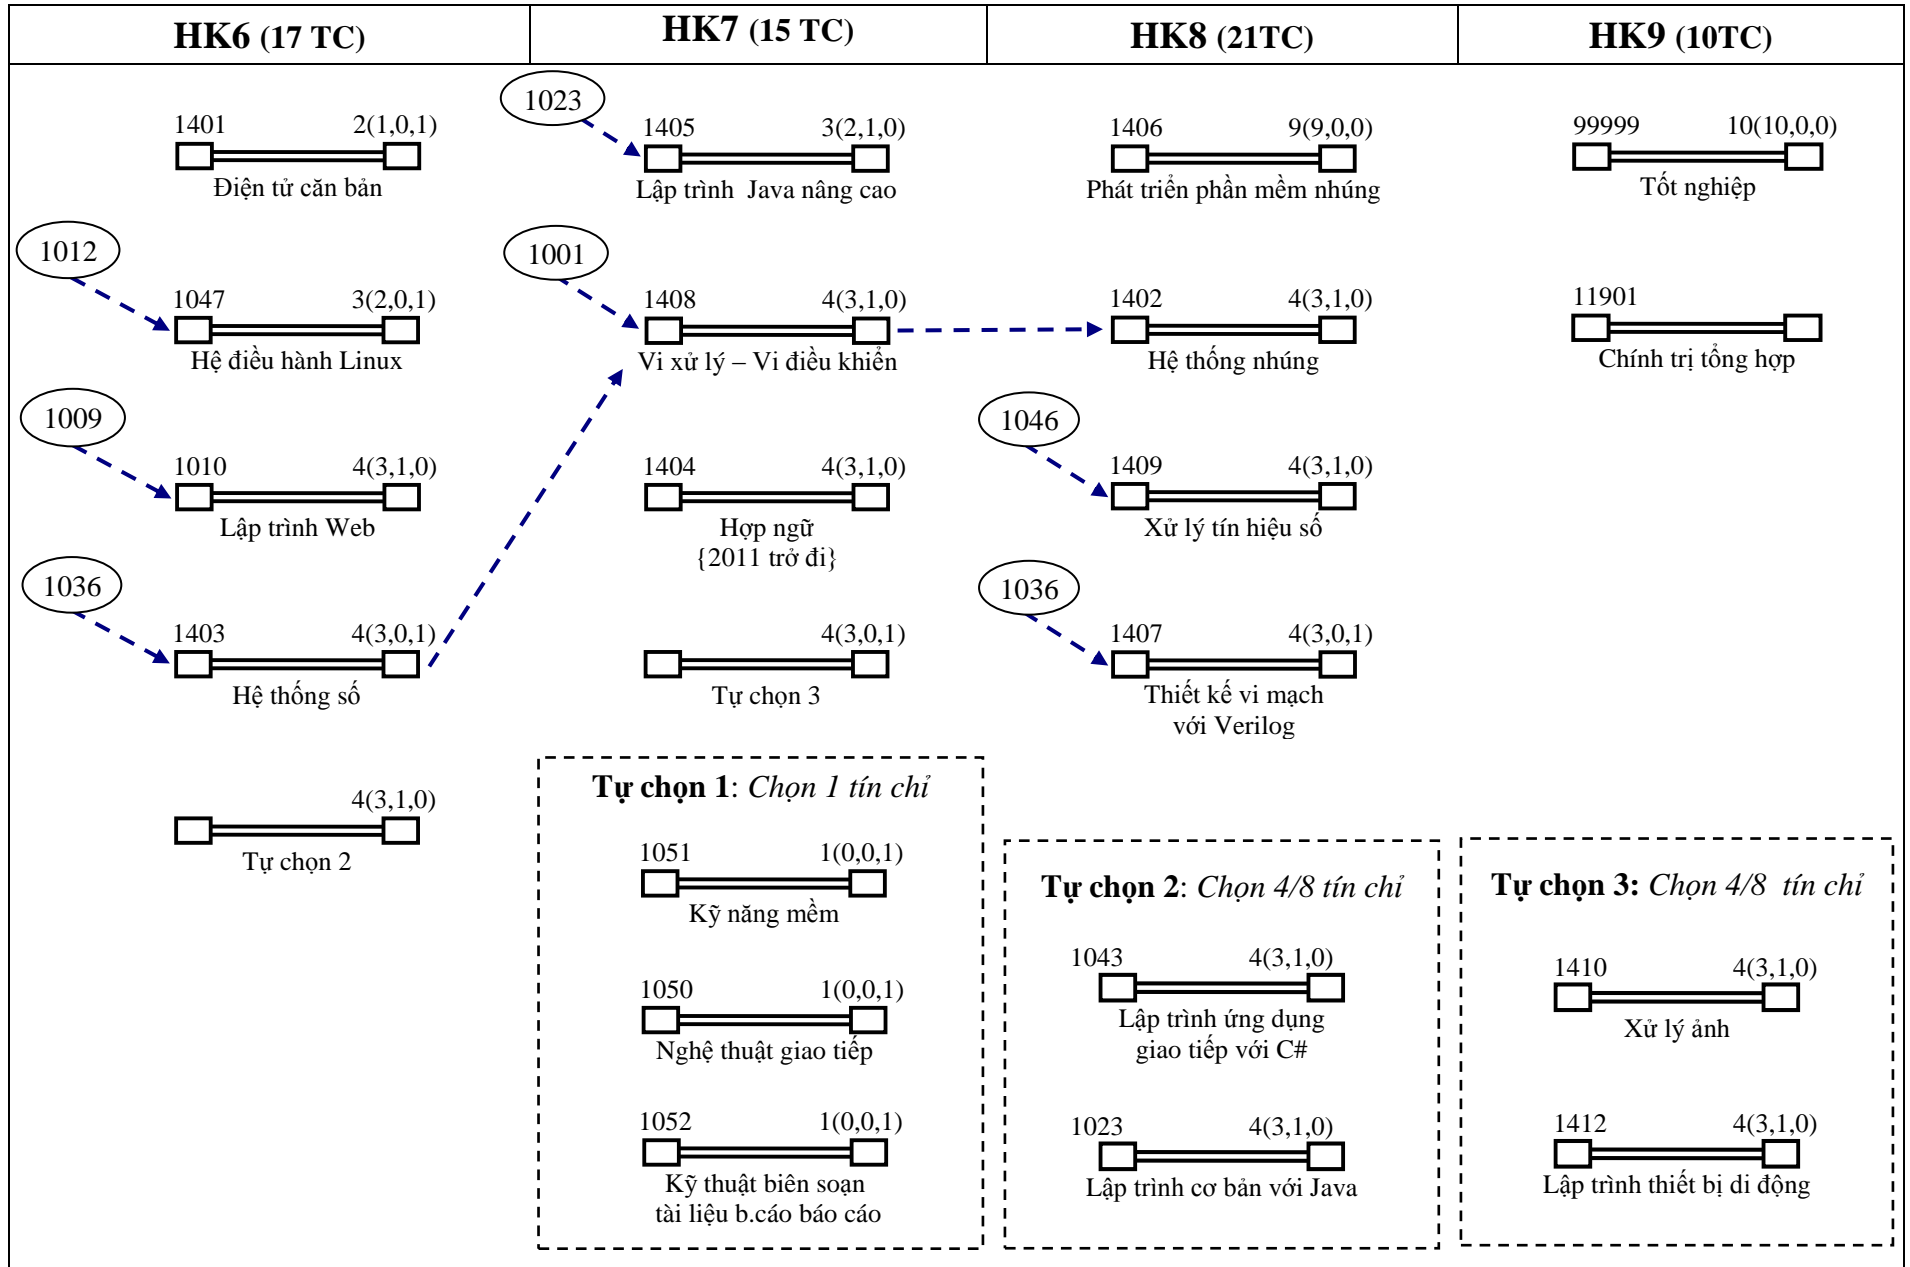 HK6 (17 TC)
HK7 (15 TC)
HK8 (21TC)
HK9 (10TC)
1401 2(1,0,1)
Điện tử căn bản
1012
1047 3(2,0,1)
Hệ điều hành Linux
1009
1010 4(3,1,0)
Lập trình Web
1036
1403 4(3,0,1)
Hệ thống số
4(3,1,0)
Tự chọn 2
1023
1405 3(2,1,0)
Lập trình Java nâng cao
1001
1408 4(3,1,0)
Vi xử lý – Vi điều khiển
1404 4(3,1,0)
Hợp ngữ
{2011 trở đi}
4(3,0,1)
Tự chọn 3
Tự chọn 1: Chọn 1 tín chỉ
1051 1(0,0,1)
Kỹ năng mềm
1050 1(0,0,1)
Nghệ thuật giao tiếp
1052 1(0,0,1)
Kỹ thuật biên soạn
tài liệu b.cáo báo cáo
1406 9(9,0,0)
Phát triển phần mềm nhúng
1402 4(3,1,0)
Hệ thống nhúng
1046
1409 4(3,1,0)
Xử lý tín hiệu số
1036
1407 4(3,0,1)
Thiết kế vi mạch
với Verilog
Tự chọn 2: Chọn 4/8 tín chỉ
1043 4(3,1,0)
Lập trình ứng dụng
giao tiếp với C#
1023 4(3,1,0)
Lập trình cơ bản với Java
99999 10(10,0,0)
Tốt nghiệp
11901
Chính trị tổng hợp
Tự chọn 3: Chọn 4/8 tín chỉ
1410 4(3,1,0)
Xử lý ảnh
1412 4(3,1,0)
Lập trình thiết bị di động